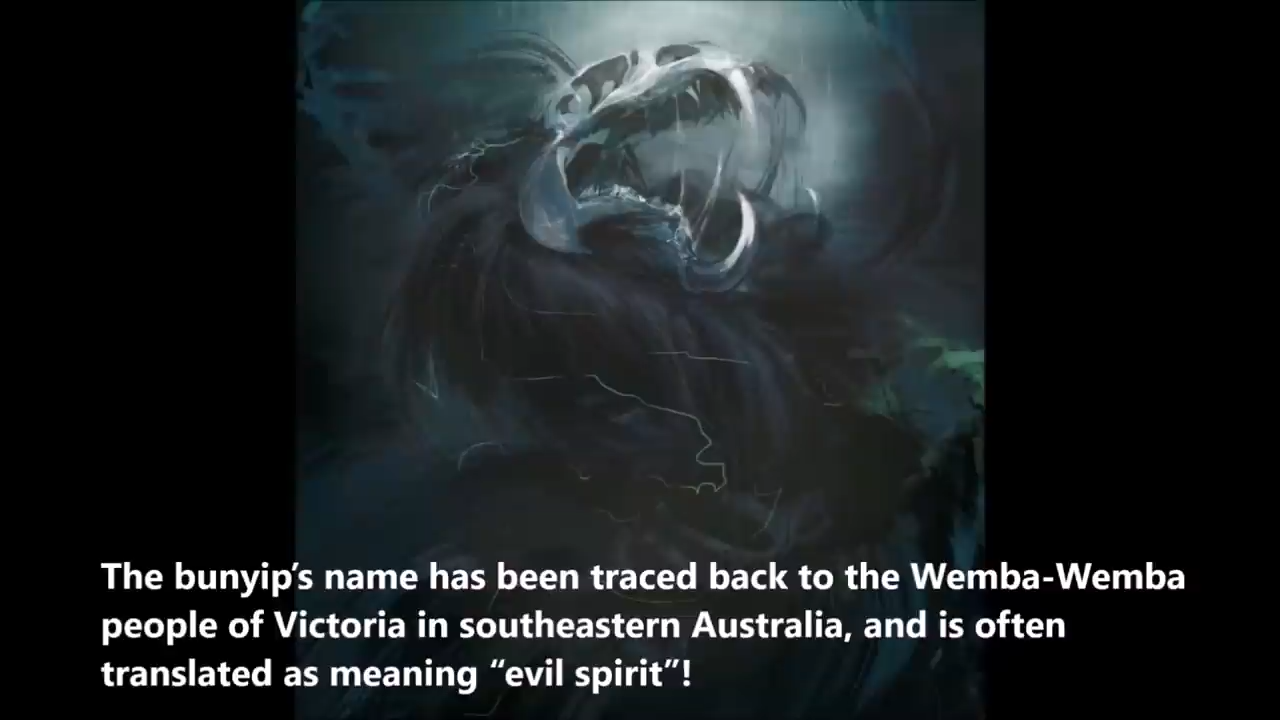 The bunyip’s name has been traced back to the Wemba-Wemba
people of Victoria in southeastern Australia, and is often
translated as meaning “evil spirit”!